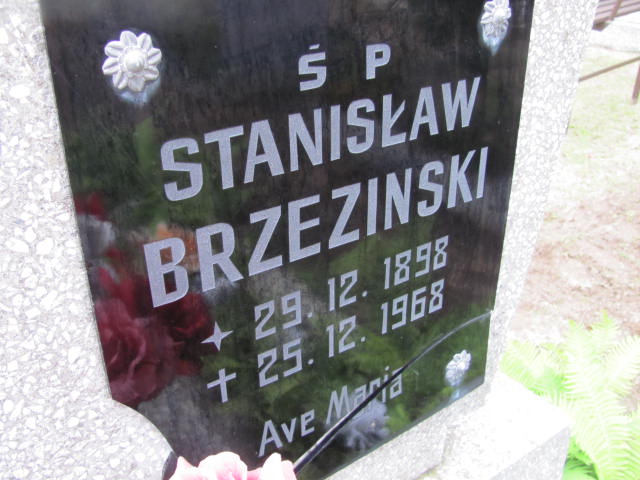 Ś P
STANISŁAW
BRZEZINSKI
29. 12. 1898
25. 12. 1968
Ave Maria